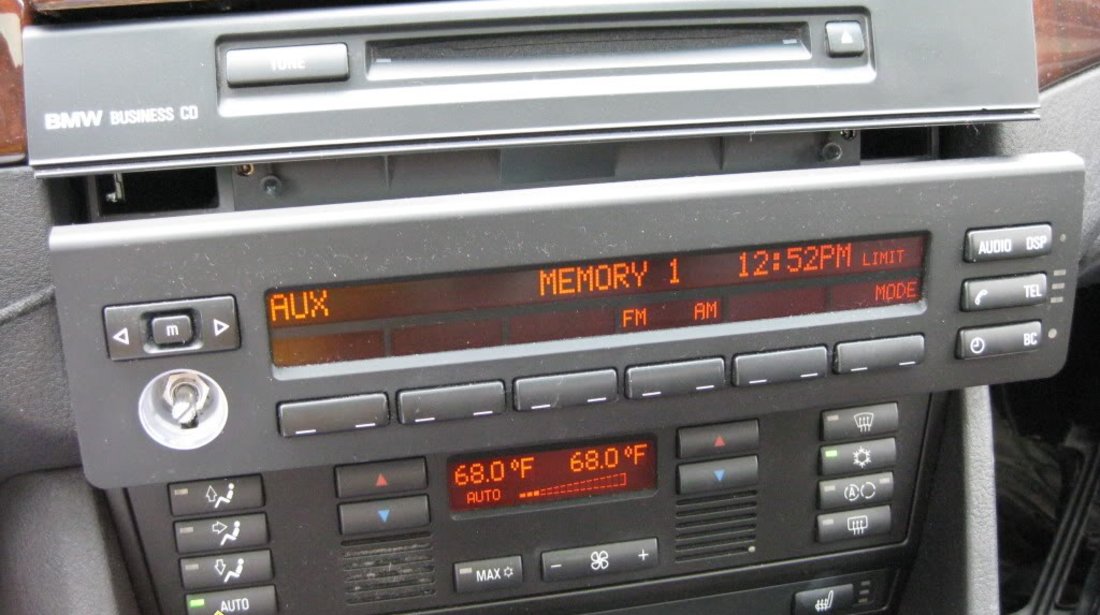 TONE
BMW BUSINESS CD
AUX MEMORY 1 12:52PM LIMIT
FM AM MODE
m
AUDIO DSP
TEL
BC
68.0°F 68.0°F
AUTO
MAX
- +
A
AUTO